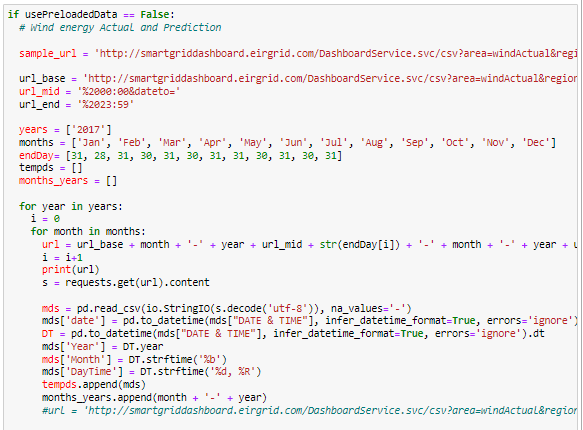 if usePreloadedData == False:
# Wind energy Actual and Prediction
sample_url = 'http://smartgriddashboard.eirgrid.com/DashboardService.svc/csv?area=windActual&regi
url_base = 'http://smartgriddashboard.eirgrid.com/DashboardService.svc/csv?area=windActual&region
url_mid = '%2000:00&dateto='
url_end = '%2023:59'
years = ['2017']
months = ['Jan', 'Feb', 'Mar', 'Apr', 'May', 'Jun', 'Jul', 'Aug', 'Sep', 'Oct', 'Nov', 'Dec']
endDay= [31, 28, 31, 30, 31, 30, 31, 31, 30, 31, 30, 31]
tempds = []
months_years = []
for year in years:
i = 0
for month in months:
url = url_base + month + '-' + year + url_mid + str(endDay[i]) + '-' + month + '-' + year + u
i = i+1
print(url)
s = requests.get(url).content
mds = pd.read_csv(io.StringIO(s.decode('utf-8')), na_values='-')
mds['date'] = pd.to_datetime(mds["DATE & TIME"], infer_datetime_format=True, errors='ignore')
DT = pd.to_datetime(mds["DATE & TIME"], infer_datetime_format=True, errors='ignore').dt
mds['Year'] = DT.year
mds['Month'] = DT.strftime('%b')
mds['DayTime'] = DT.strftime('%d, %R')
tempds.append(mds)
months_years.append(month + '-' + year)
#url = 'http://smartgriddashboard.eirgrid.com/DashboardService.svc/csv?area=windActual&region